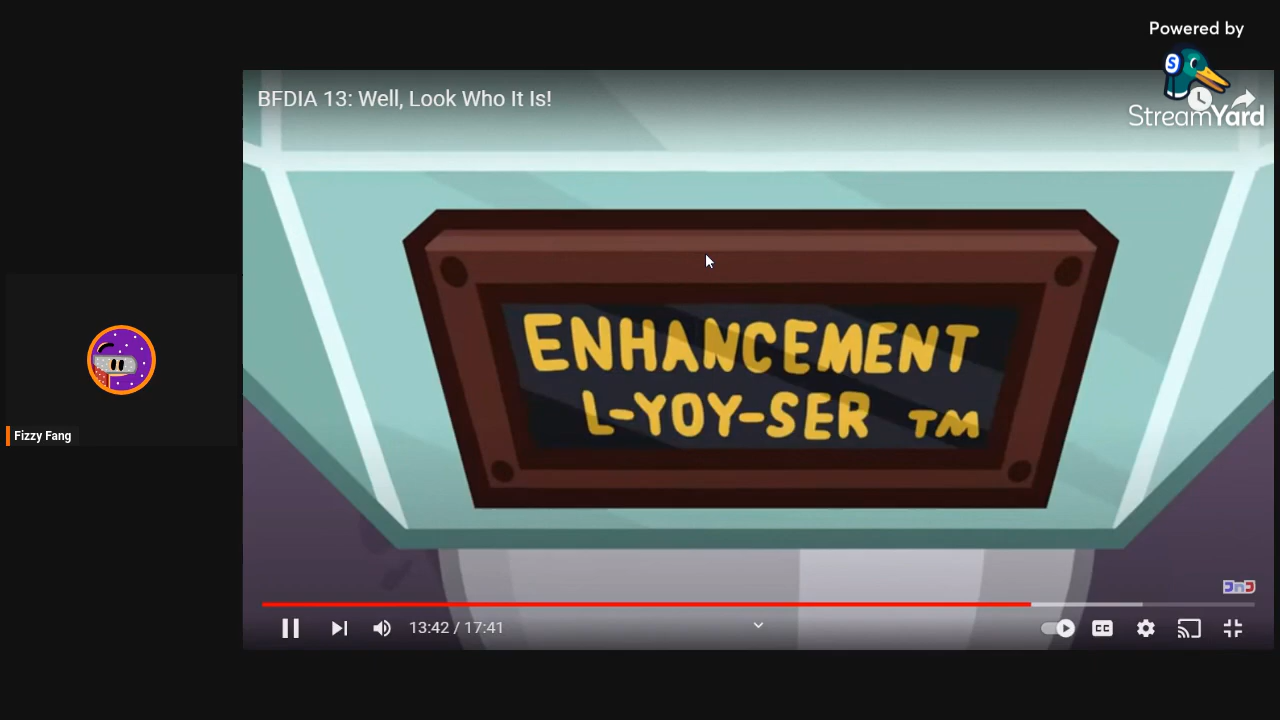 Powered by
StreamYard
BFDIA 13: Well, Look Who It Is!
ENHANCEMENT
L-YOY-SER TM
Fizzy Fang
13:42 / 17:41
CC